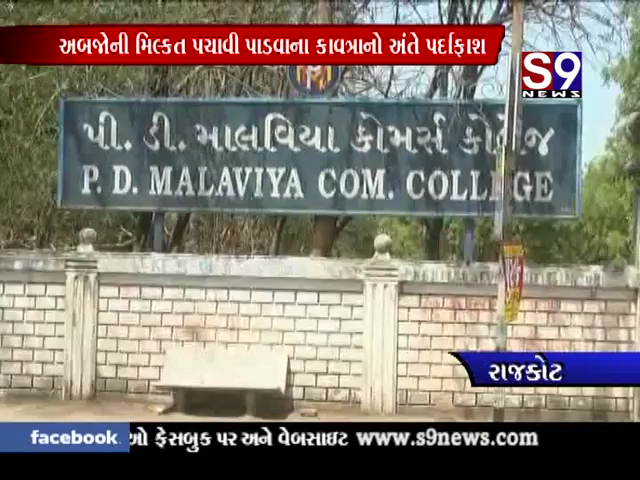 અબજોની મિલ્કત પચાવી પાડવાના કાવત્રાનો અંતે પર્દાફાશ
S9
NEWS
પી. ડી. માલવિયા કોમર્સ કોલેજ
P. D. MALAVIYA COM. COLLEGE
રાજકોટ
facebook ઓ ફેસબુક પર અને વેબસાઇટ www.s9news.com